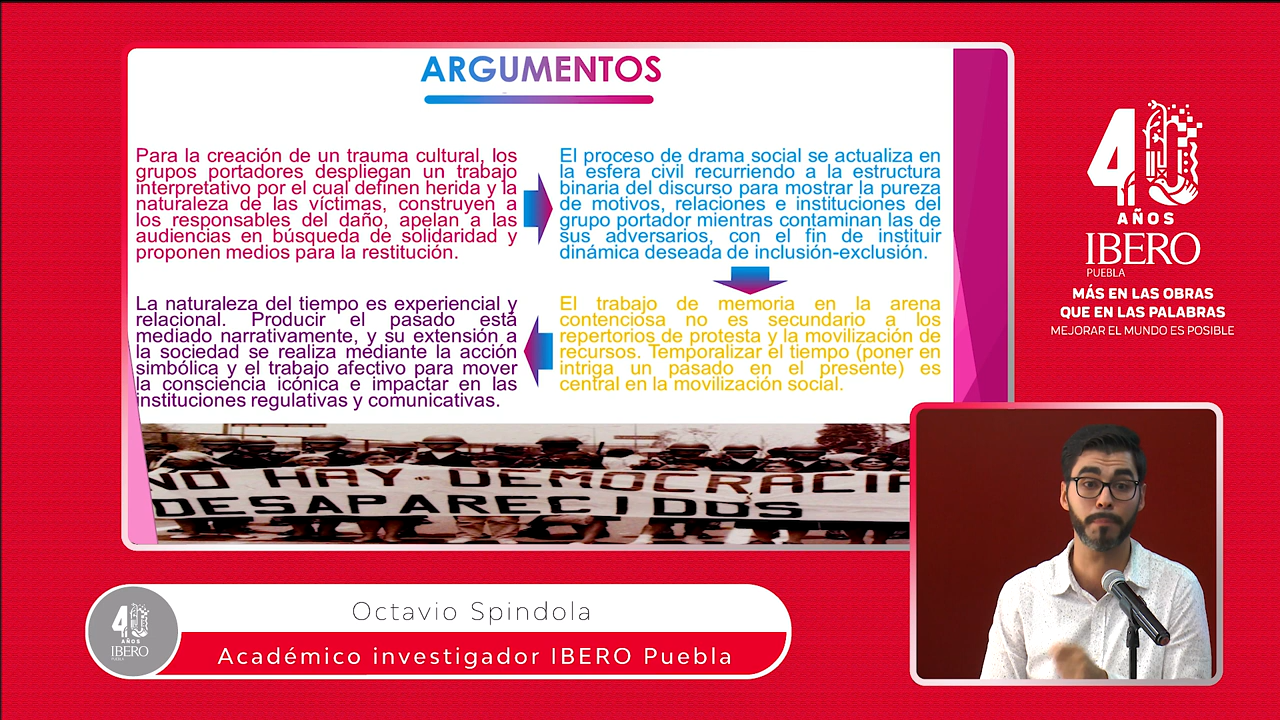 ARGUMENTOS
Para la creación de un trauma cultural, los
grupos portadores despliegan un trabajo
interpretativo por el cual definen herida y la
naturaleza de las víctimas, construyen a
los responsables del daño, apelan a las
audiencias en búsqueda de solidaridad y
proponen medios para la restitución.
El proceso de drama social se actualiza en
la esfera civil recurriendo a la estructura
binaria del discurso para mostrar la pureza
de motivos, relaciones e instituciones del
grupo portador mientras contaminan las de
sus adversarios, con el fin de instituir
dinámica deseada de inclusión-exclusión.
El trabajo de memoria en la arena
contenciosa no es secundario a los
repertorios de protesta y la movilización de
recursos. Temporalizar el tiempo (poner en
intriga un pasado en el presente) es
central en la movilización social.
La naturaleza del tiempo es experiencial y
relacional. Producir el pasado está
mediado narrativamente, y su extensión a
la sociedad se realiza mediante la acción
simbólica y el trabajo afectivo para mover
la consciencia icónica e impactar en las
instituciones regulativas y comunicativas.
NO HAY DEMOCRACIA
DESAPARECIDOS
40
AÑOS
IBERO
PUEBLA
MÁS EN LAS OBRAS
QUE EN LAS PALABRAS
MEJORAR EL MUNDO ES POSIBLE
40
AÑOS
IBERO
PUEBLA
Octavio Spindola
Académico investigador IBERO Puebla